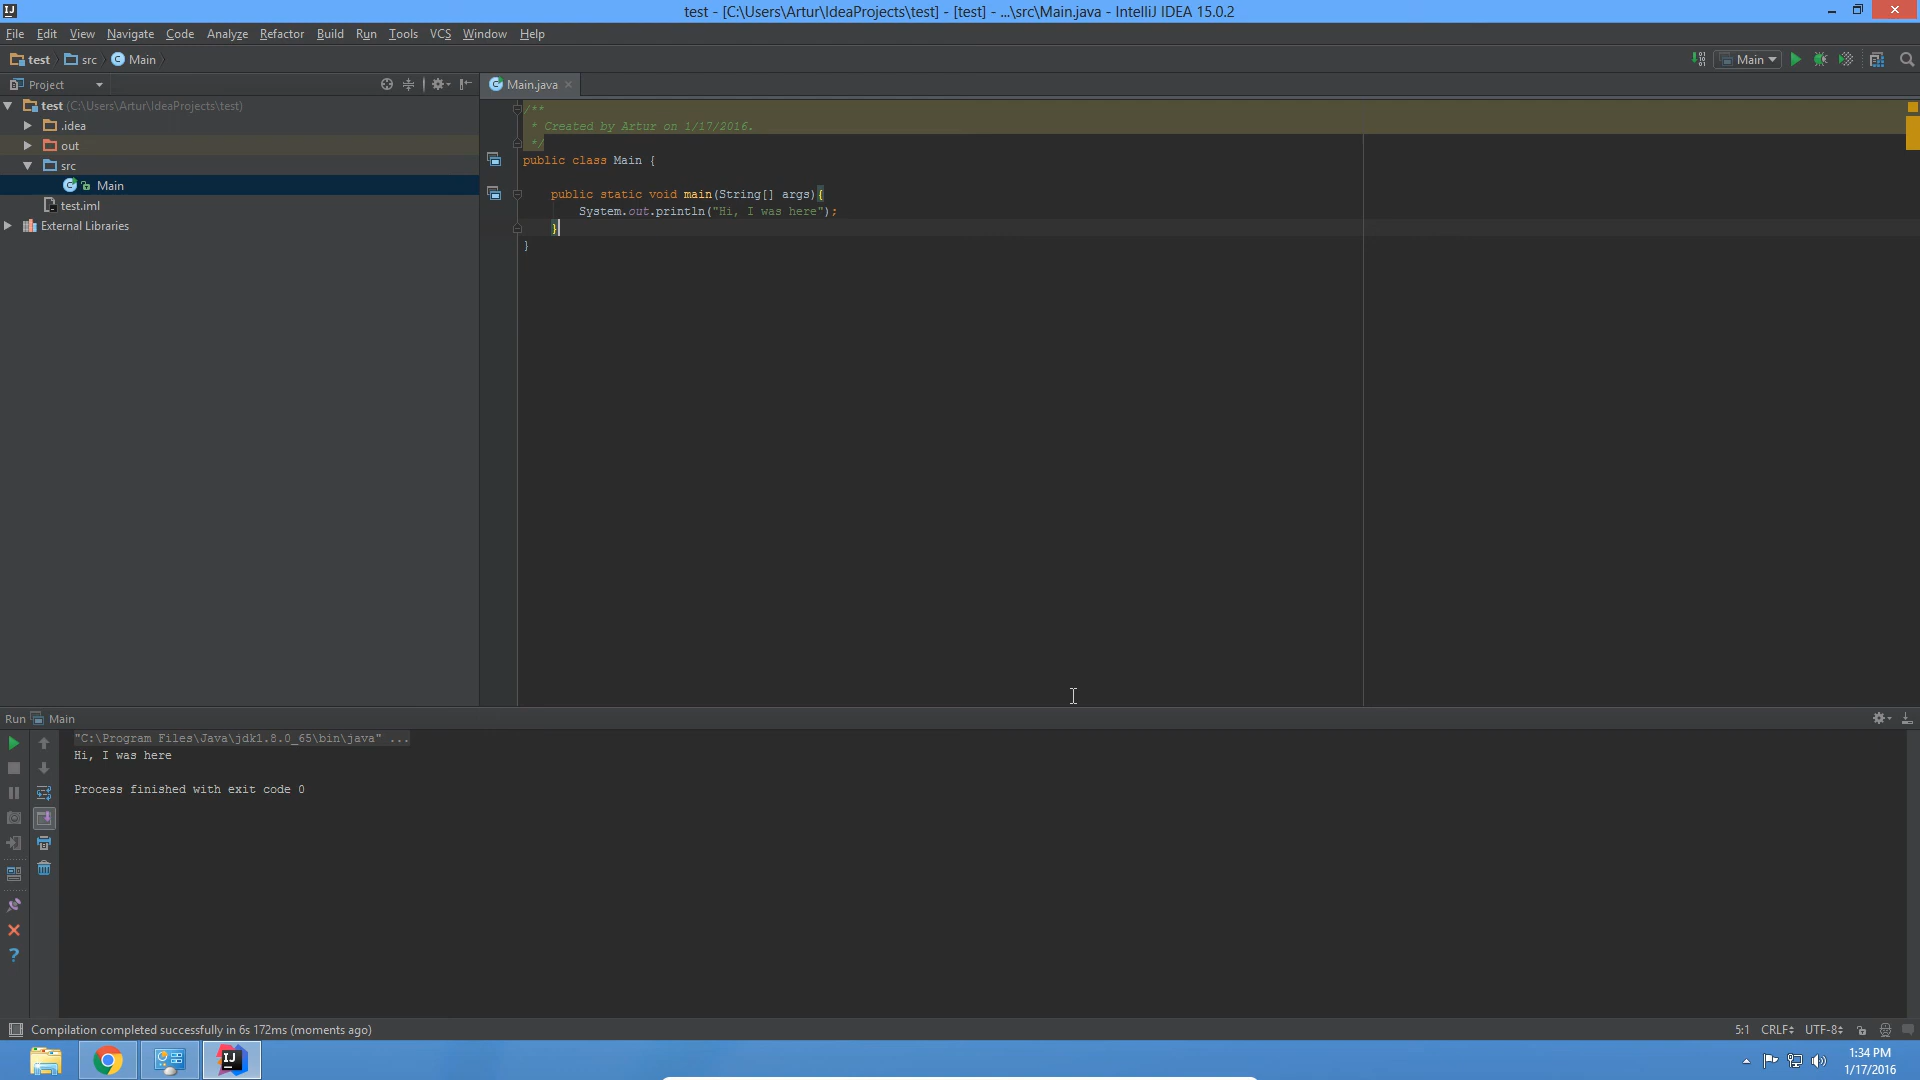 test - [C:\Users\Artur\IdeaProjects\test] - [test] - ...\src\Main.java - IntelliJ IDEA 15.0.2
File Edit View Navigate Code Analyze Refactor Build Run Tools VCS Window Help
test src Main
Main
Project
Main.java
test (C:\Users\Artur\IdeaProjects\test)
.idea
out
src
Main
test.iml
External Libraries
/**
* Created by Artur on 1/17/2016.
*/
public class Main {
public static void main(String[] args){
System.out.println("Hi, I was here");
}
}
Run Main
"C:\Program Files\Java\jdk1.8.0_65\bin\java" ...
Hi, I was here
Process finished with exit code 0
Compilation completed successfully in 6s 172ms (moments ago)
5:1 CRLF UTF-8
1:34 PM
1/17/2016